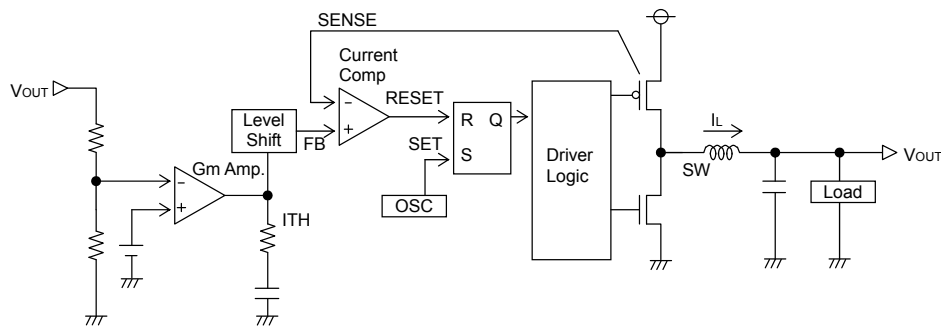 SENSE
Current
Comp
VOUT
RESET
R Q
S
Level
Shift
FB
SET
Gm Amp.
Driver
Logic
IL
SW
VOUT
OSC
Load
ITH
−
+
−
+